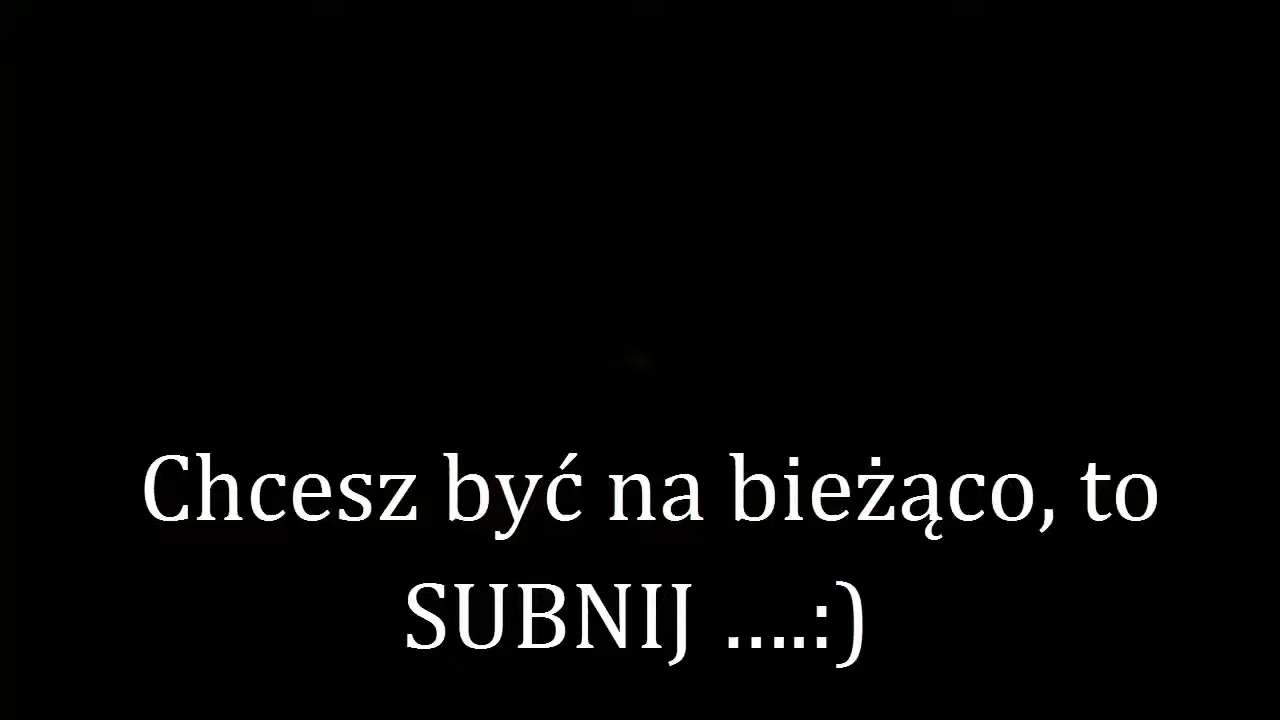 Chcesz być na bieżąco, to
SUBNIJ ....:)